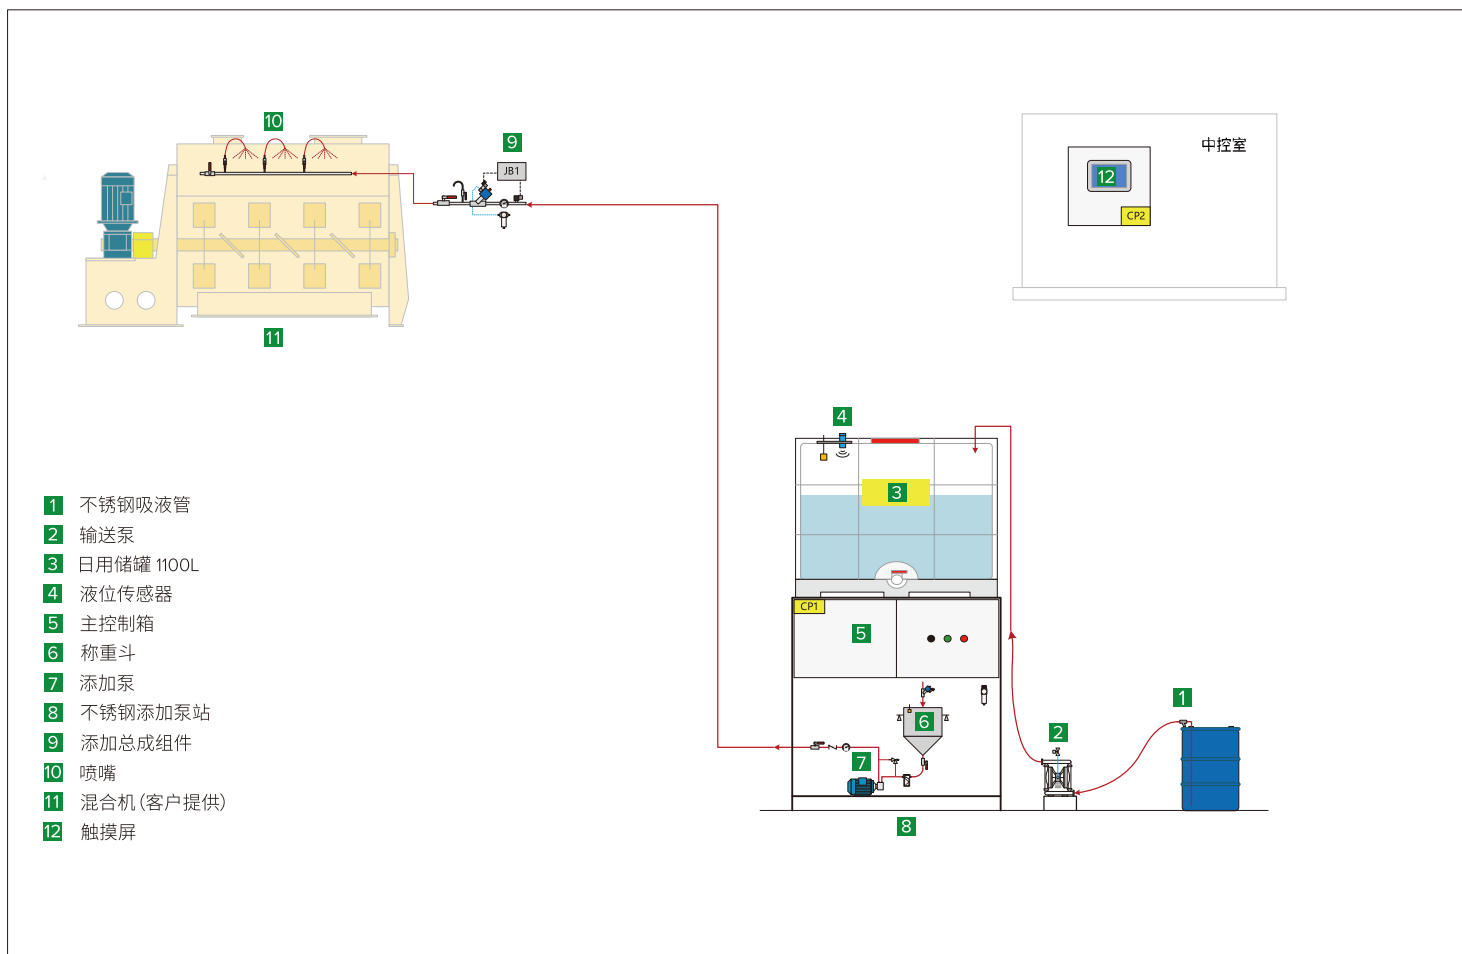 10
9
JB1
中控室
12
CP2
11
4
3
CP1
5
6
7
8
2
1
1 不锈钢吸液管
2 输送泵
3 日用储罐 1100L
4 液位传感器
5 主控制箱
6 称重斗
7 添加泵
8 不锈钢添加泵站
9 添加总成组件
10 喷嘴
11 混合机 (客户提供)
12 触摸屏